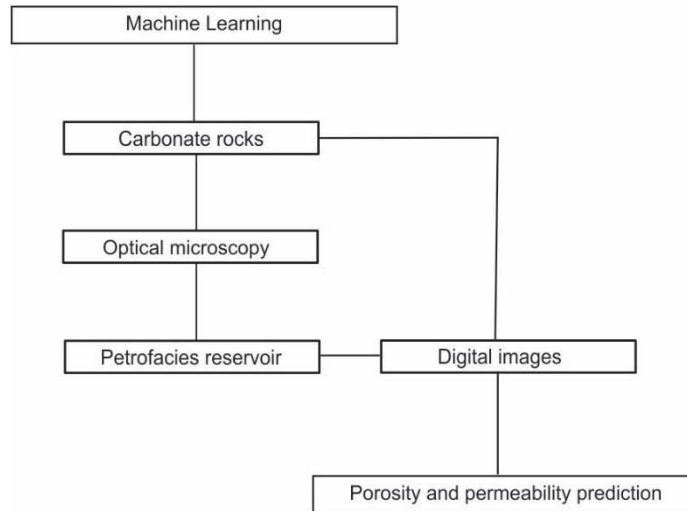 Machine Learning
Carbonate rocks
Optical microscopy
Petrofacies reservoir
Digital images
Porosity and permeability prediction